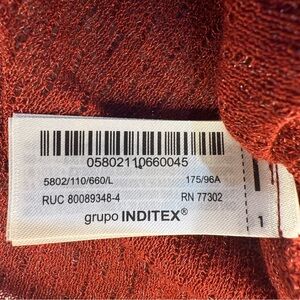 05802110660045
5802/110/660/L 175/96A
RUC 80089348-4 RN 77302
grupo INDITEX®
1